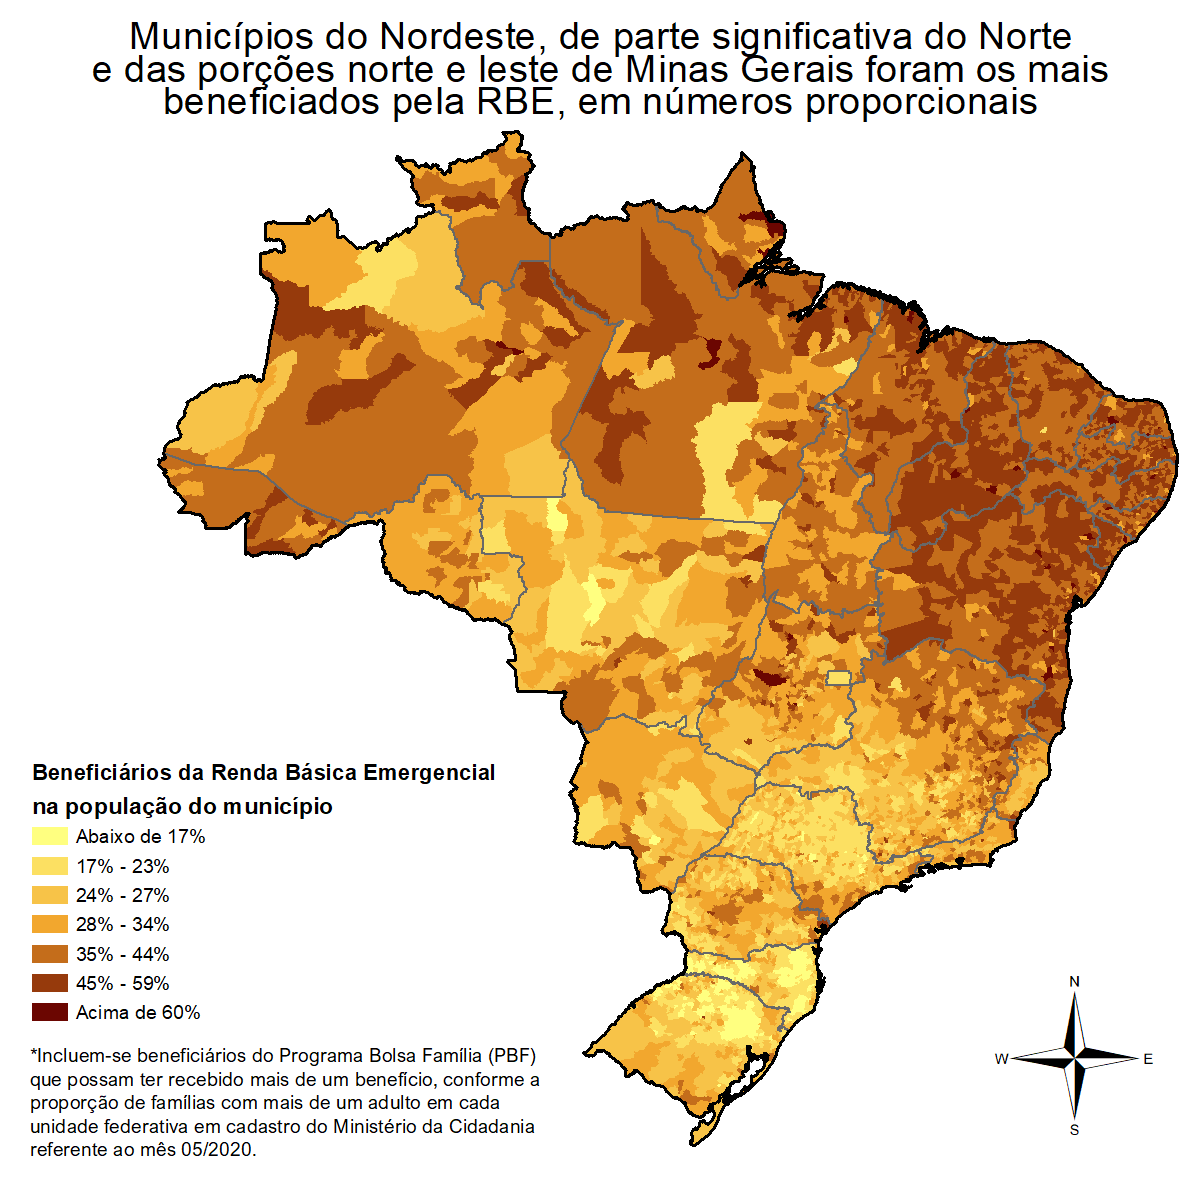 Municípios do Nordeste, de parte significativa do Norte
e das porções norte e leste de Minas Gerais foram os mais
beneficiados pela RBE, em números proporcionais
Beneficiários da Renda Básica Emergencial
na população do município
Abaixo de 17%
17% - 23%
24% - 27%
28% - 34%
35% - 44%
45% - 59%
Acima de 60%
*Incluem-se beneficiários do Programa Bolsa Família (PBF)
que possam ter recebido mais de um benefício, conforme a
proporção de famílias com mais de um adulto em cada
unidade federativa em cadastro do Ministério da Cidadania
referente ao mês 05/2020.
N
W
E
S